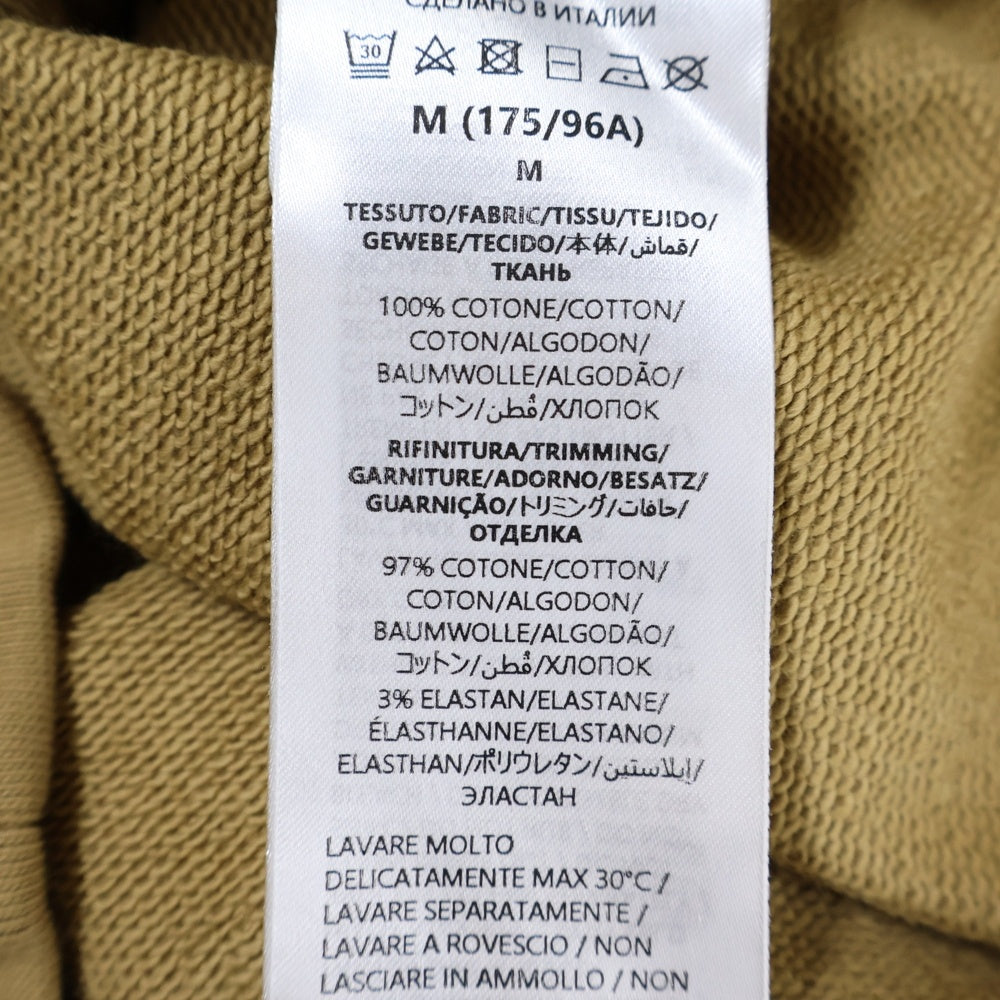 СДЕЛАНО В ИТАЛИИ
30
M (175/96A)
M
TESSUTO/FABRIC/TISSU/TEJIDO/
GEWEBE/TECIDO/本体/قماش/
ТКАНЬ
100% COTONE/COTTON/
COTON/ALGODON/
BAUMWOLLE/ALGODÃO/
コットン/قُطن/ХЛОПОК
RIFINITURA/TRIMMING/
GARNITURE/ADORNO/BESATZ/
GUARNIÇÃO/トリミング/حافات/
ОТДЕЛКА
97% COTONE/COTTON/
COTON/ALGODON/
BAUMWOLLE/ALGODÃO/
コットン/قُطن/ХЛОПОК
3% ELASTAN/ELASTANE/
ÉLASTHANNE/ELASTANO/
ELASTHAN/ポリウレタン/إيلاستين/
ЭЛАСТАН
LAVARE MOLTO
DELICATAMENTE MAX 30°C /
LAVARE SEPARATAMENTE /
LAVARE A ROVESCIO / NON
LASCIARE IN AMMOLLO / NON